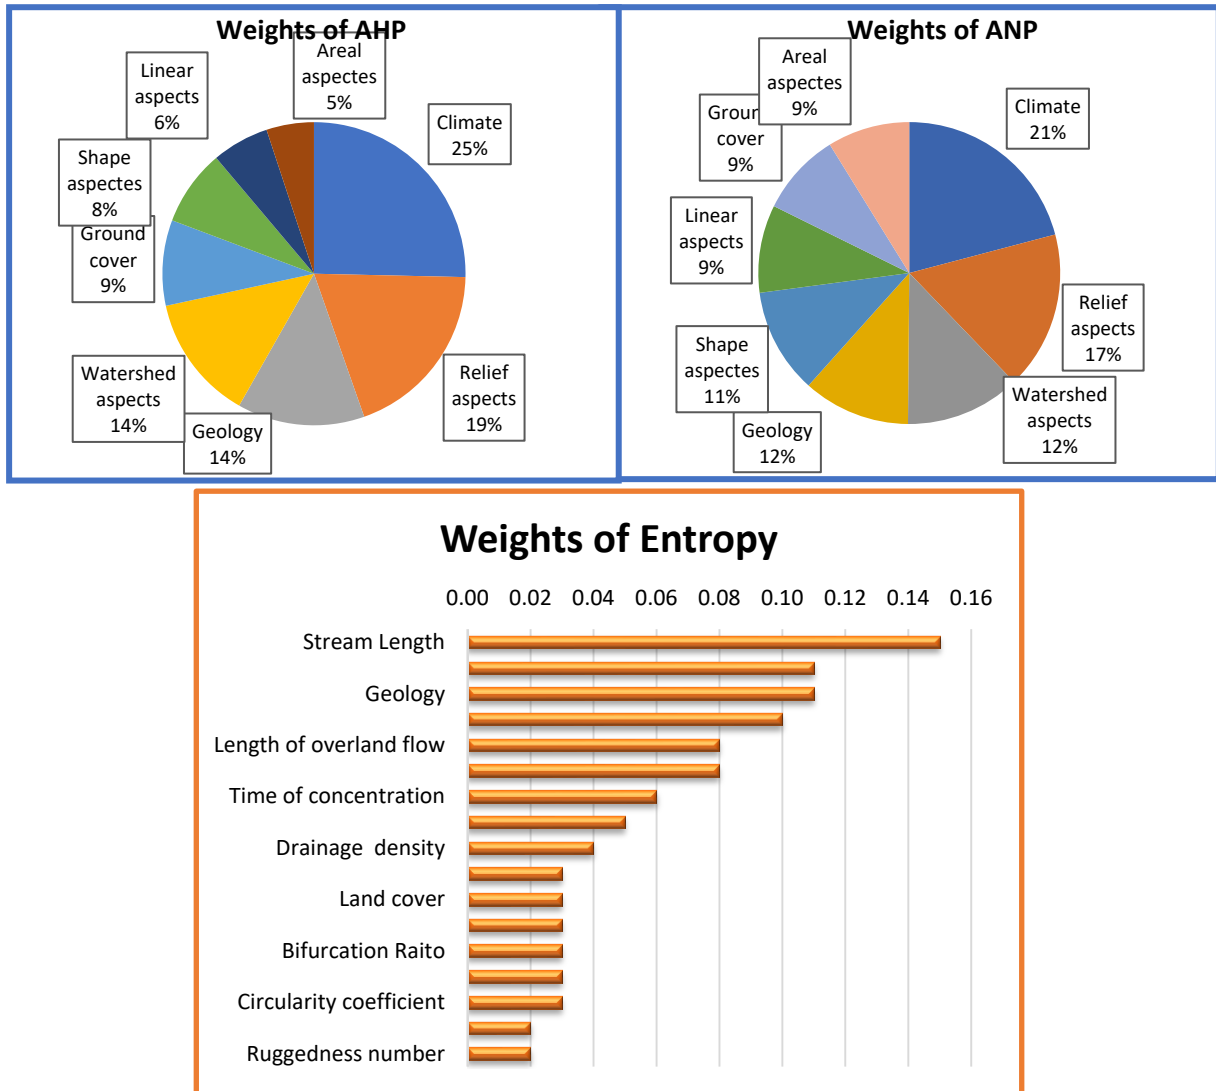 Weights of AHP
Areal
aspectes
5%
Linear
aspects
6%
Climate
25%
Shape
aspectes
8%
Ground
cover
9%
Watershed
aspects
14%
Geology
14%
Relief
aspects
19%
Weights of ANP
Areal
aspectes
9%
Ground
cover
9%
Climate
21%
Linear
aspects
9%
Relief
aspects
17%
Shape
aspectes
11%
Geology
12%
Watershed
aspects
12%
Weights of Entropy
0.00 0.02 0.04 0.06 0.08 0.10 0.12 0.14 0.16
Stream Length
Geology
Length of overland flow
Time of concentration
Drainage  density
Land cover
Bifurcation Raito
Circularity coefficient
Ruggedness number